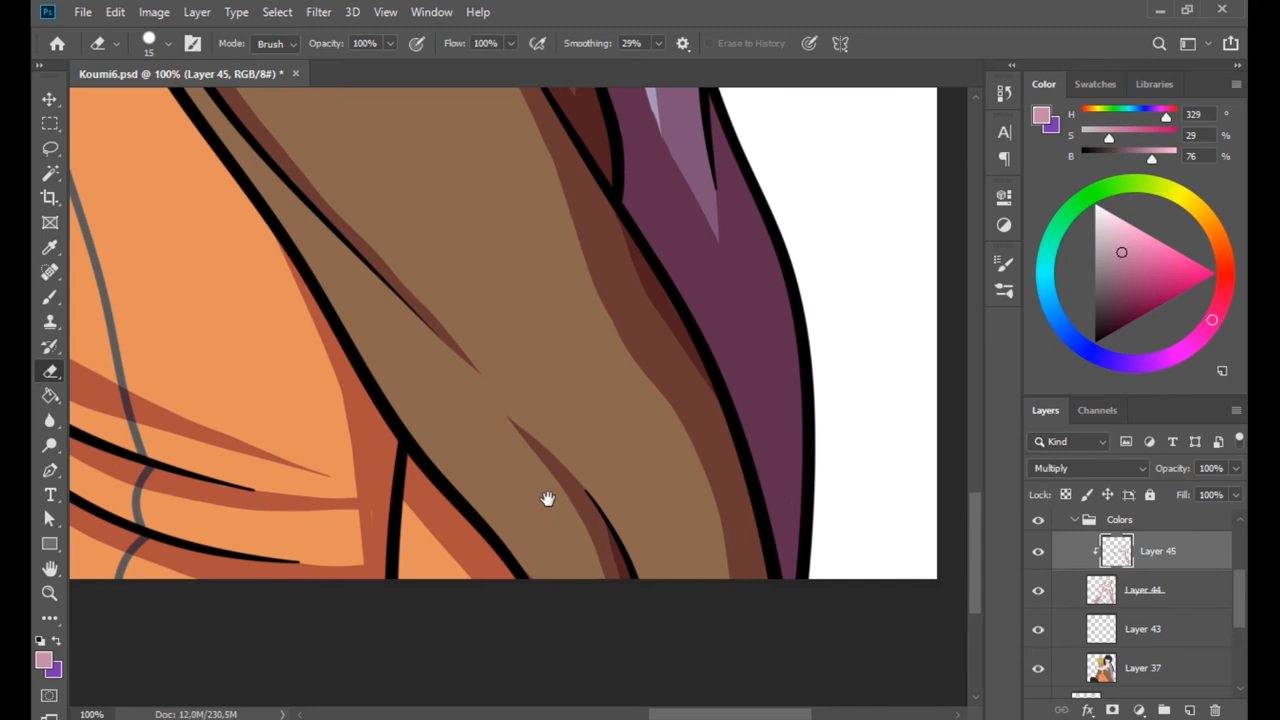 Ps File Edit Image Layer Type Select Filter 3D View Window Help
15 Mode: Brush Opacity: 100% Flow: 100% Smoothing: 29% Erase to History
Koumi6.psd @ 100% (Layer 45, RGB/8#) *
Color Swatches Libraries
H 329 °
S 29 %
B 76 %
Layers Channels
Kind
Multiply Opacity: 100%
Lock: Fill: 100%
Colors
Layer 45
Layer 44
Layer 43
Layer 37
100% Doc: 12,0M/230,5M